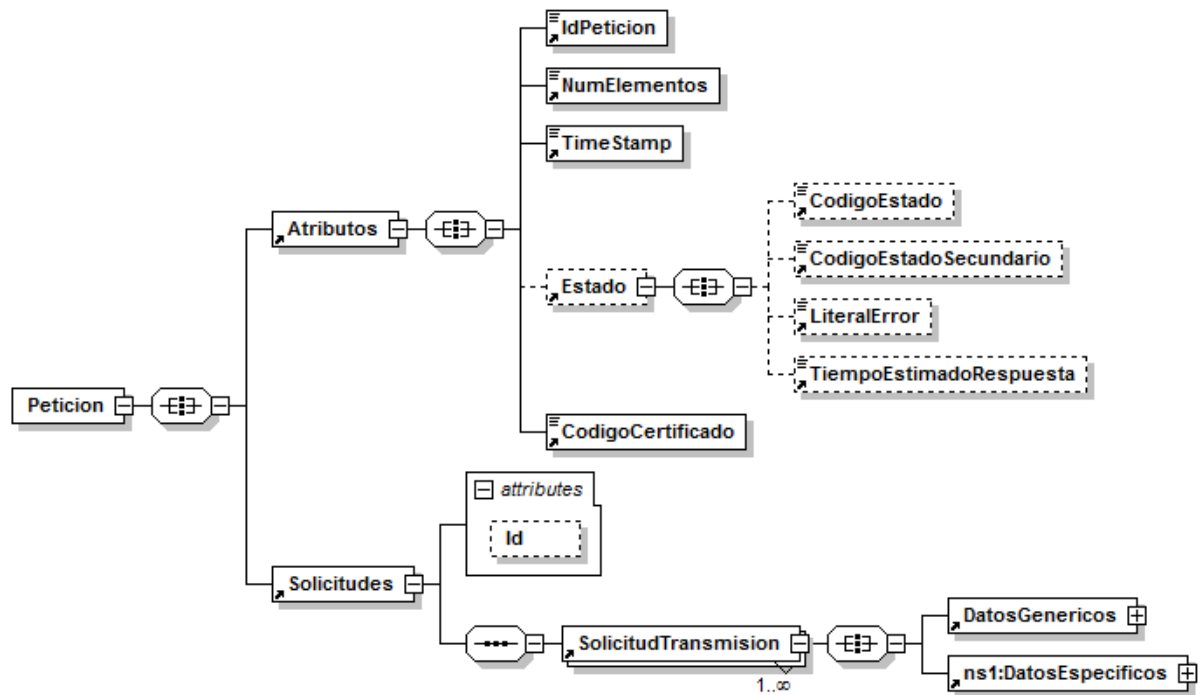 IdPeticion
NumElementos
TimeStamp
CodigoEstado
Atributos
CodigoEstadoSecundario
Estado
LiteralError
TiempoEstimadoRespuesta
Peticion
CodigoCertificado
attributes
Id
Solicitudes
DatosGenericos
SolicitudTransmision
ns1:DatosEspecificos
1..∞